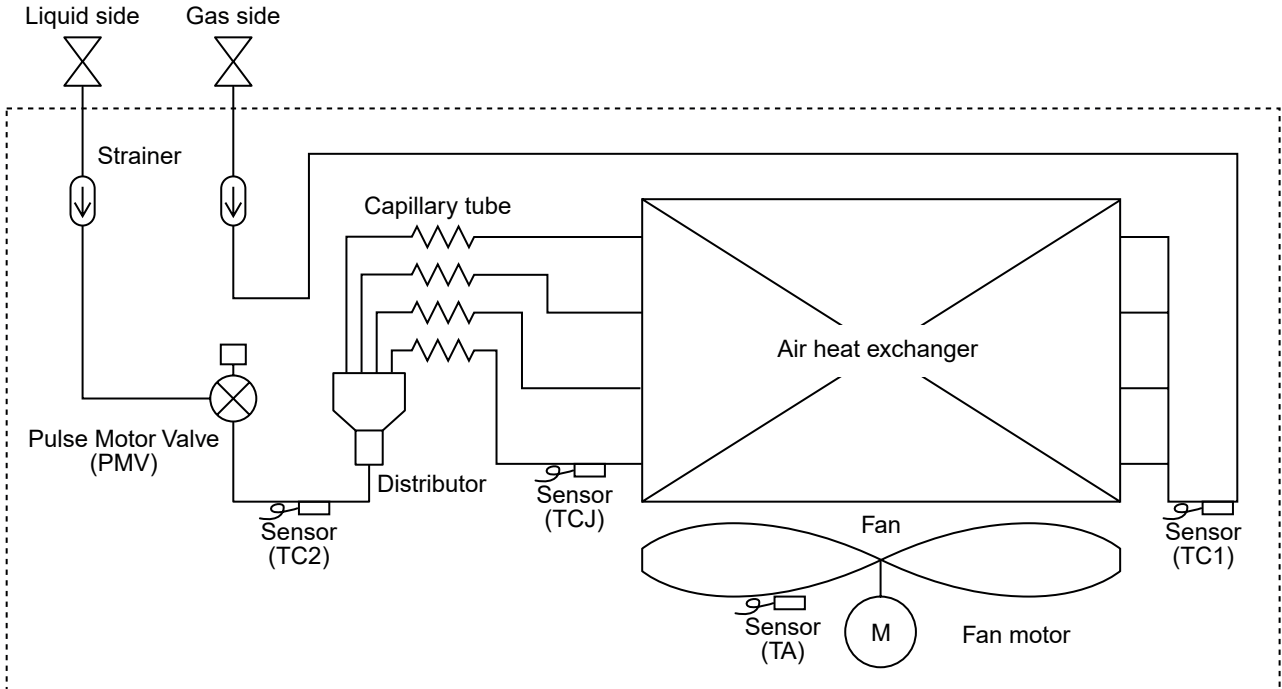 Liquid side
Gas side
Strainer
Capillary tube
Air heat exchanger
Pulse Motor Valve
(PMV)
Distributor
Sensor
(TCJ)
Sensor
(TC2)
Fan
Sensor
(TC1)
Sensor
(TA)
M
Fan motor